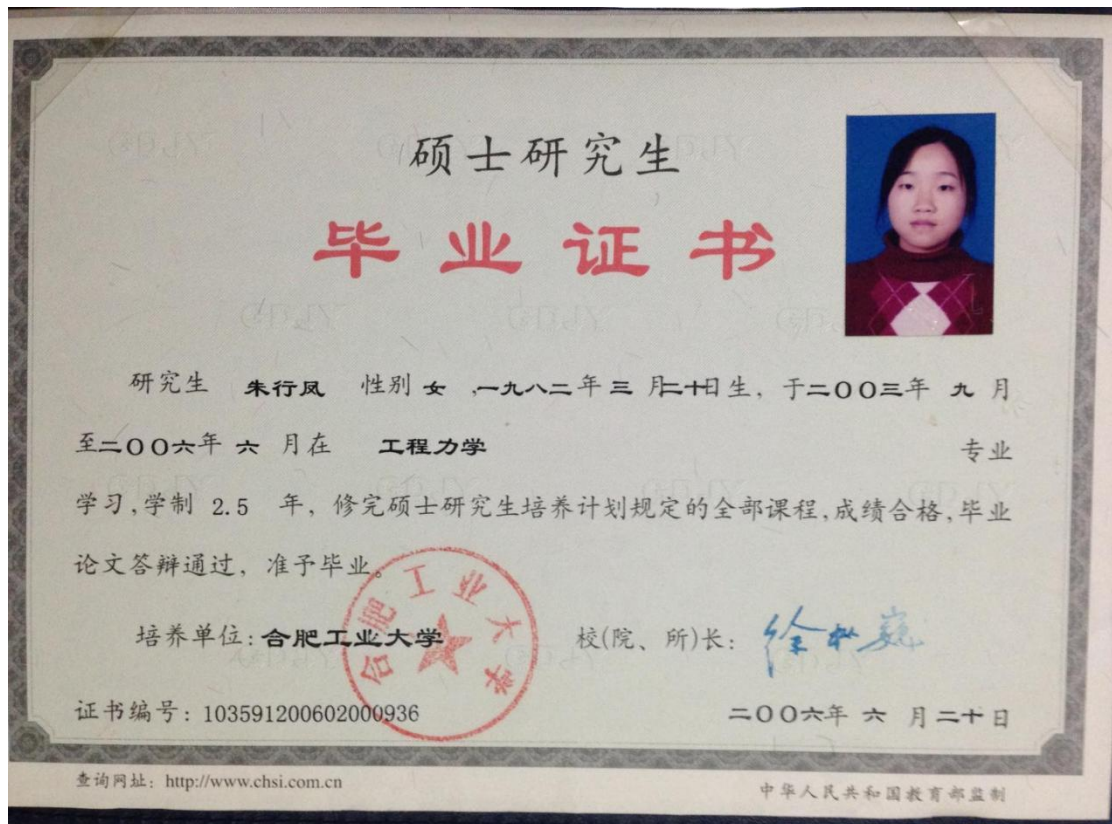 硕士研究生
毕业证书
研究生 朱行凤 性别 女 ,一九八二年 三 月二十日生，于二〇〇三年 九 月
至二〇〇六年 六 月在 工程力学 专业
学习,学制 2.5 年，修完硕士研究生培养计划规定的全部课程,成绩合格,毕业
论文答辩通过，准予毕业。
合肥工业大学
培养单位:合肥工业大学 校(院、所)长:
证书编号: 103591200602000936 二〇〇六年 六 月二十日
查询网址: http://www.chsi.com.cn 中华人民共和国教育部监制